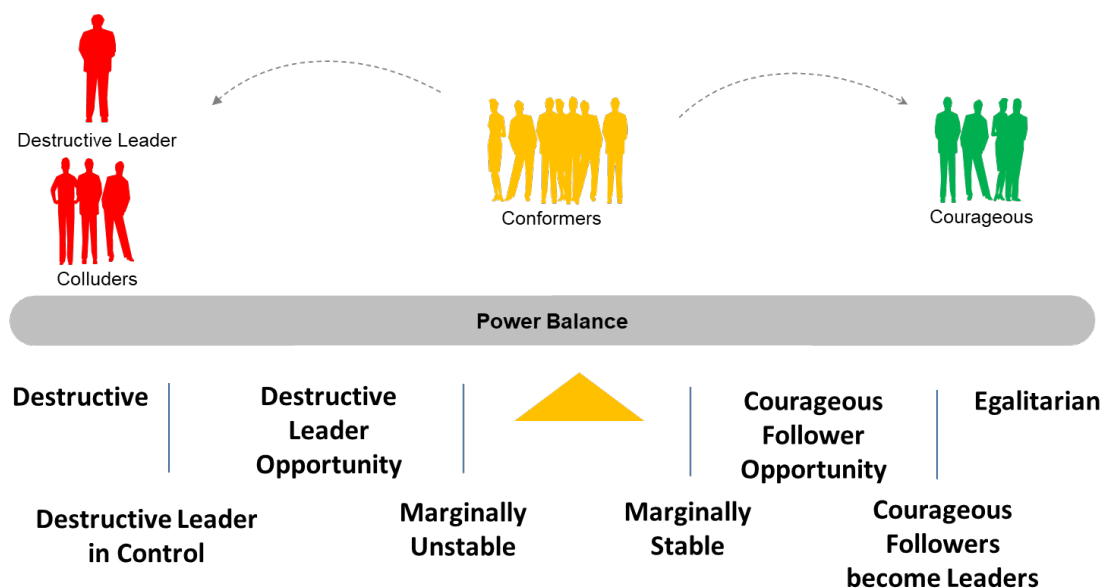 Destructive Leader
Colluders
Conformers
Courageous
Power Balance
Destructive
Destructive
Leader
Opportunity
Courageous
Follower
Opportunity
Egalitarian
Destructive Leader
in Control
Marginally
Unstable
Marginally
Stable
Courageous
Followers
become Leaders